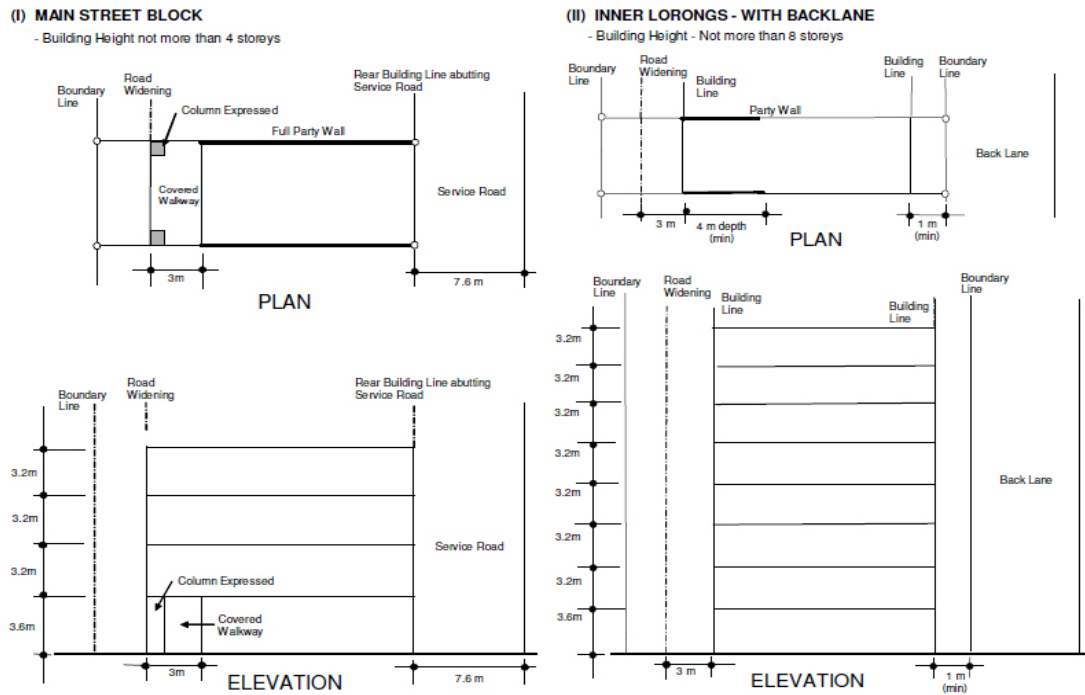 (I) MAIN STREET BLOCK
- Building Height not more than 4 storeys
Boundary
Line
Road
Widening
Column Expressed
Rear Building Line abutting
Service Road
Full Party Wall
Covered
Walkway
Service Road
3m
7.6 m
PLAN
Boundary
Line
Road
Widening
Rear Building Line abutting
Service Road
3.2m
3.2m
3.2m
3.6m
Column Expressed
Covered
Walkway
Service Road
3m
7.6 m
ELEVATION
(II) INNER LORONGS - WITH BACKLANE
- Building Height - Not more than 8 storeys
Boundary
Line
Road
Widening
Building
Line
Party Wall
Building
Line
Boundary
Line
Back Lane
3 m
4 m depth
(min)
1 m
(min)
PLAN
Boundary
Line
Road
Widening
Building
Line
Building
Line
Boundary
Line
3.2m
3.2m
3.2m
3.2m
3.2m
3.2m
3.2m
3.6m
Back Lane
3 m
1 m
(min)
ELEVATION